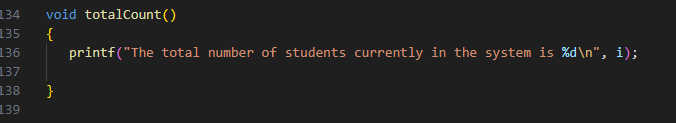 134 void totalCount()
135 {
136 printf("The total number of students currently in the system is %d\n", i);
137
138 }
139